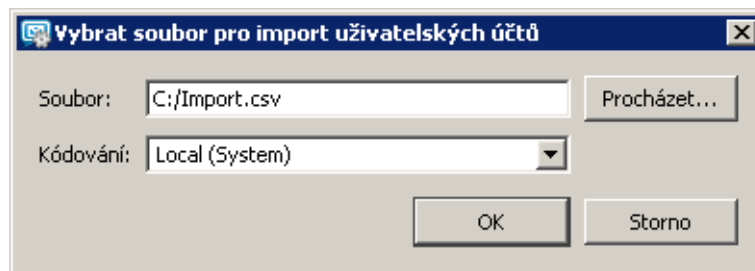 Vybrat soubor pro import uživatelských účtů
Soubor: C:/Import.csv Procházet...
Kódování: Local (System)
OK Storno